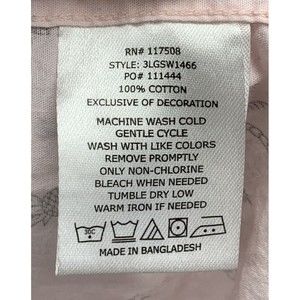 RN# 117508
STYLE: 3LGSW1466
PO# 111444
100% COTTON
EXCLUSIVE OF DECORATION
MACHINE WASH COLD
GENTLE CYCLE
WASH WITH LIKE COLORS
REMOVE PROMPTLY
ONLY NON-CHLORINE
BLEACH WHEN NEEDED
TUMBLE DRY LOW
WARM IRON IF NEEDED
30C
MADE IN BANGLADESH